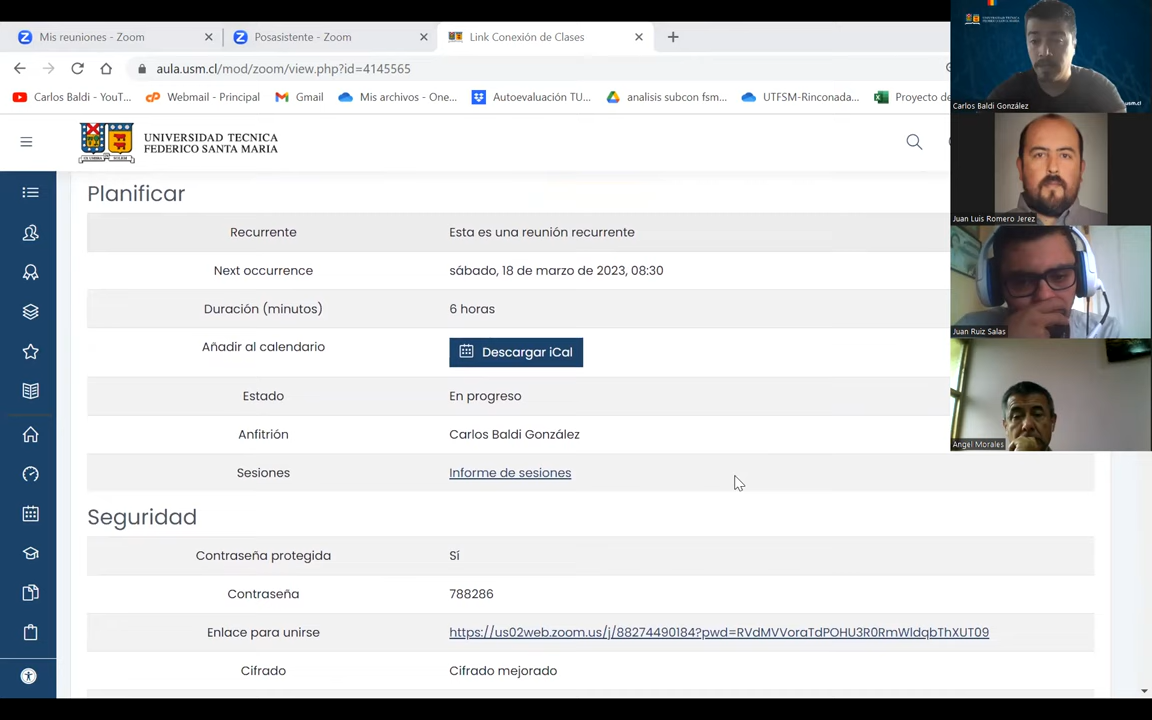 Mis reuniones - Zoom
Posasistente - Zoom
Link Conexión de Clases
aula.usm.cl/mod/zoom/view.php?id=4145565
Carlos Baldi - YouT...
Webmail - Principal
Gmail
Mis archivos - One...
Autoevaluación TU...
analisis subcon fsm...
UTFSM-Rinconada...
Proyecto de
UNIVERSIDAD TECNICA
FEDERICO SANTA MARIA
Planificar
Recurrente Esta es una reunión recurrente
Next occurrence sábado, 18 de marzo de 2023, 08:30
Duración (minutos) 6 horas
Añadir al calendario Descargar iCal
Estado En progreso
Anfitrión Carlos Baldi González
Sesiones Informe de sesiones
Seguridad
Contraseña protegida Sí
Contraseña 788286
Enlace para unirse https://us02web.zoom.us/j/88274490184?pwd=RVdMVVoraTdPOHU3R0RmWldqbThXUT09
Cifrado Cifrado mejorado
Carlos Baldi González
Juan Luis Romero Jerez
Juan Ruiz Salas
Angel Morales